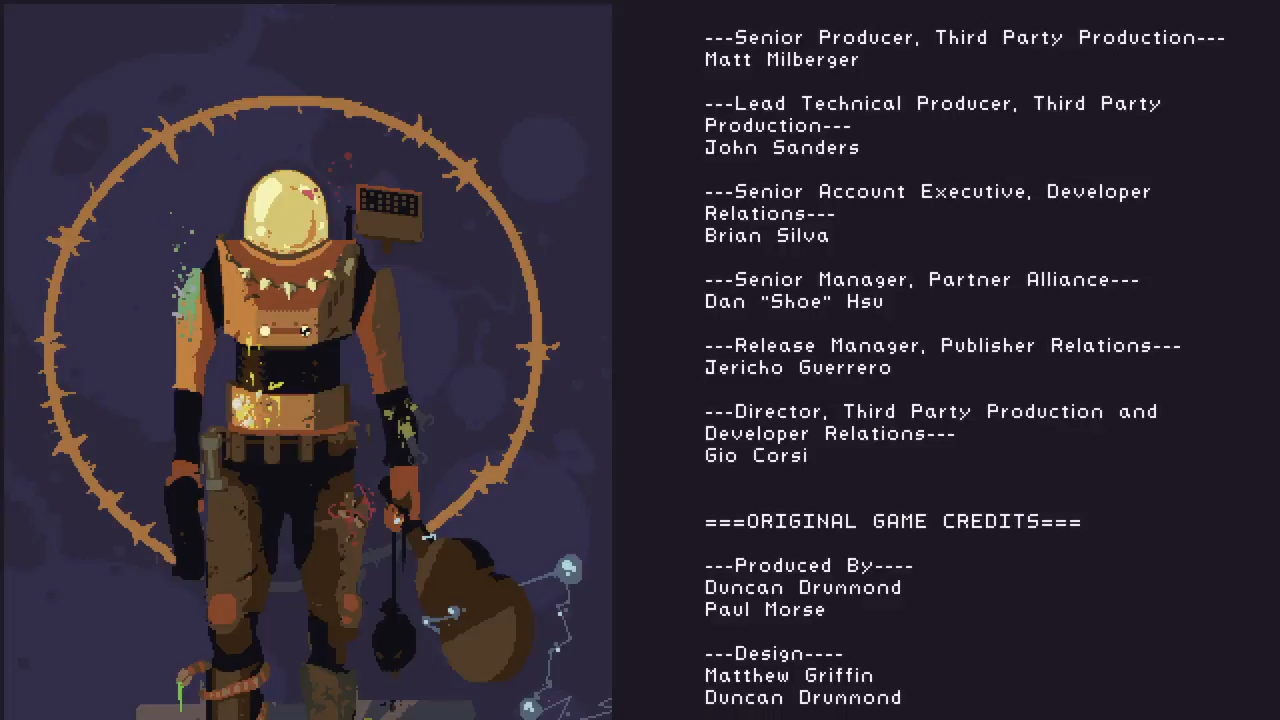 ---Senior Producer, Third Party Production---
Matt Milberger
---Lead Technical Producer, Third Party
Production---
John Sanders
---Senior Account Executive, Developer
Relations---
Brian Silva
---Senior Manager, Partner Alliance---
Dan "Shoe" Hsu
---Release Manager, Publisher Relations---
Jericho Guerrero
---Director, Third Party Production and
Developer Relations---
Gio Corsi
===ORIGINAL GAME CREDITS===
---Produced By----
Duncan Drummond
Paul Morse
---Design----
Matthew Griffin
Duncan Drummond